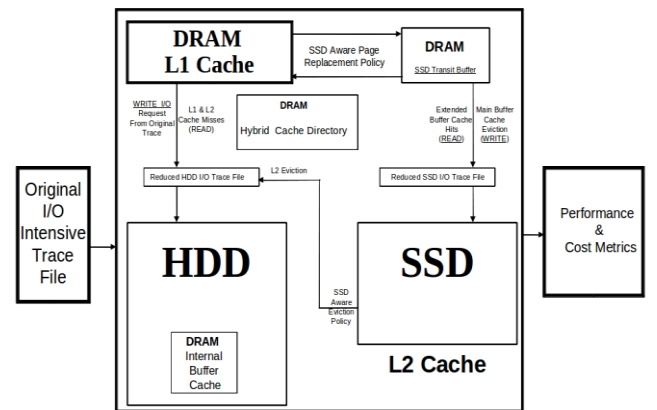 DRAM
L1 Cache
SSD Aware Page
Replacement Policy
DRAM
SSD Transit Buffer
WRITE I/O
Request
From Original
Trace
L1 & L2
Cache Misses
(READ)
DRAM
Hybrid Cache Directory
Extended
Buffer Cache
Hits
(READ)
Main Buffer
Cache
Eviction
(WRITE)
Original
I/O
Intensive
Trace
File
Reduced HDD I/O Trace File
L2 Eviction
Reduced SSD I/O Trace File
HDD
DRAM
Internal
Buffer
Cache
SSD
Aware
Eviction
Policy
SSD
L2 Cache
Performance
&
Cost Metrics